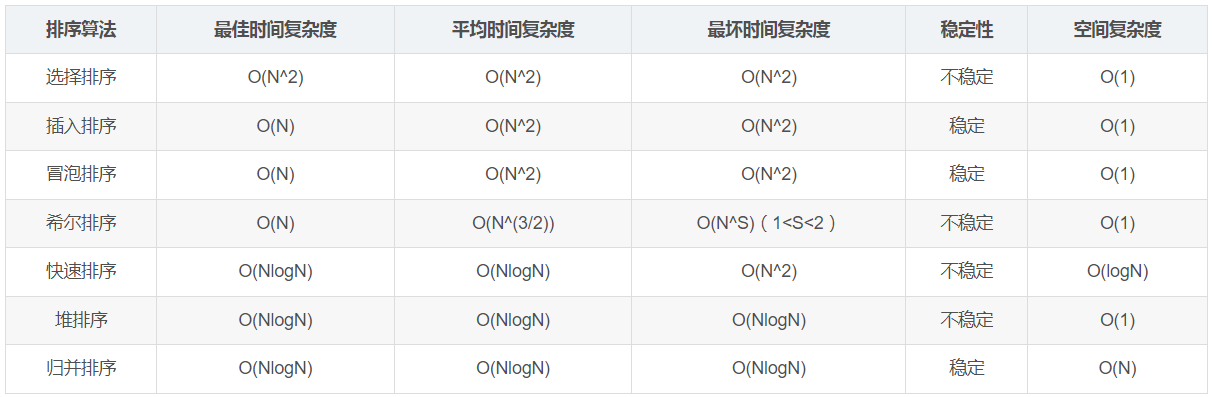 排序算法 最佳时间复杂度 平均时间复杂度 最坏时间复杂度 稳定性 空间复杂度
选择排序 O(N^2) O(N^2) O(N^2) 不稳定 O(1)
插入排序 O(N) O(N^2) O(N^2) 稳定 O(1)
冒泡排序 O(N) O(N^2) O(N^2) 稳定 O(1)
希尔排序 O(N) O(N^(3/2)) O(N^S)（1<S<2） 不稳定 O(1)
快速排序 O(NlogN) O(NlogN) O(N^2) 不稳定 O(logN)
堆排序 O(NlogN) O(NlogN) O(NlogN) 不稳定 O(1)
归并排序 O(NlogN) O(NlogN) O(NlogN) 稳定 O(N)